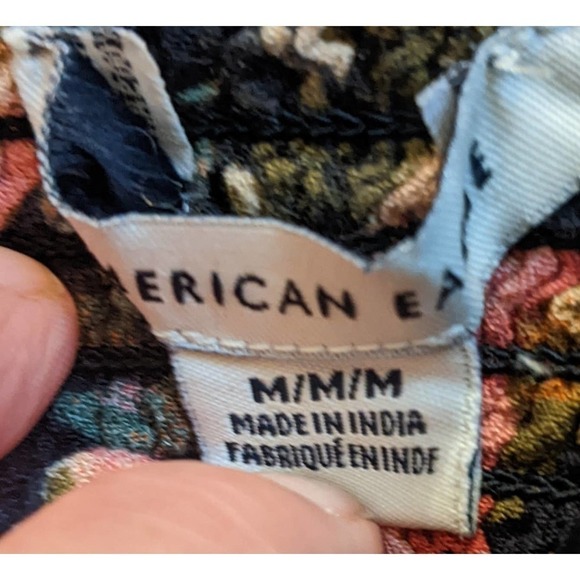 ERICAN E
M/M/M
MADE IN INDIA
FABRIQUÉ EN INDE